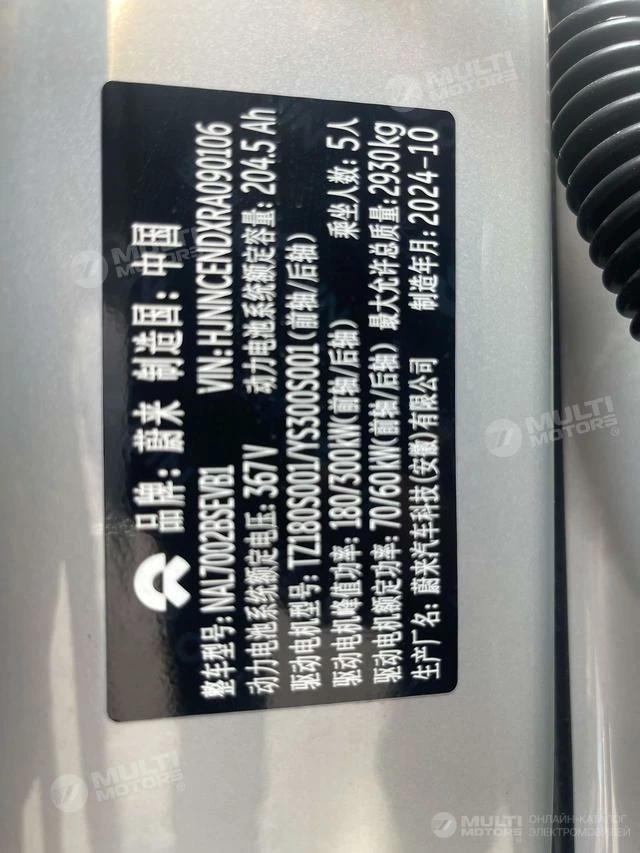 品牌: 蔚来 制造国: 中国
整车型号: NAL7002BSEVB1 VIN: HJNNCENDXRA090106
动力电池系统额定电压: 367V 动力电池系统额定容量: 204.5 Ah
驱动电机型号: TZ180S001/YS300S001(前轴/后轴)
驱动电机峰值功率: 180/300kW(前轴/后轴) 乘坐人数: 5人
驱动电机额定功率: 70/60kW(前轴/后轴) 最大允许总质量: 2930kg
生产厂名: 蔚来汽车科技(安徽)有限公司 制造年月: 2024-10
MULTI
MOTORS
MULTI
MOTORS
MULTI
MOTORS
MULTI
MOTORS
MULTI
MOTORS
ОНЛАЙН-КАТАЛОГ
ЭЛЕКТРОМОБИЛЕЙ